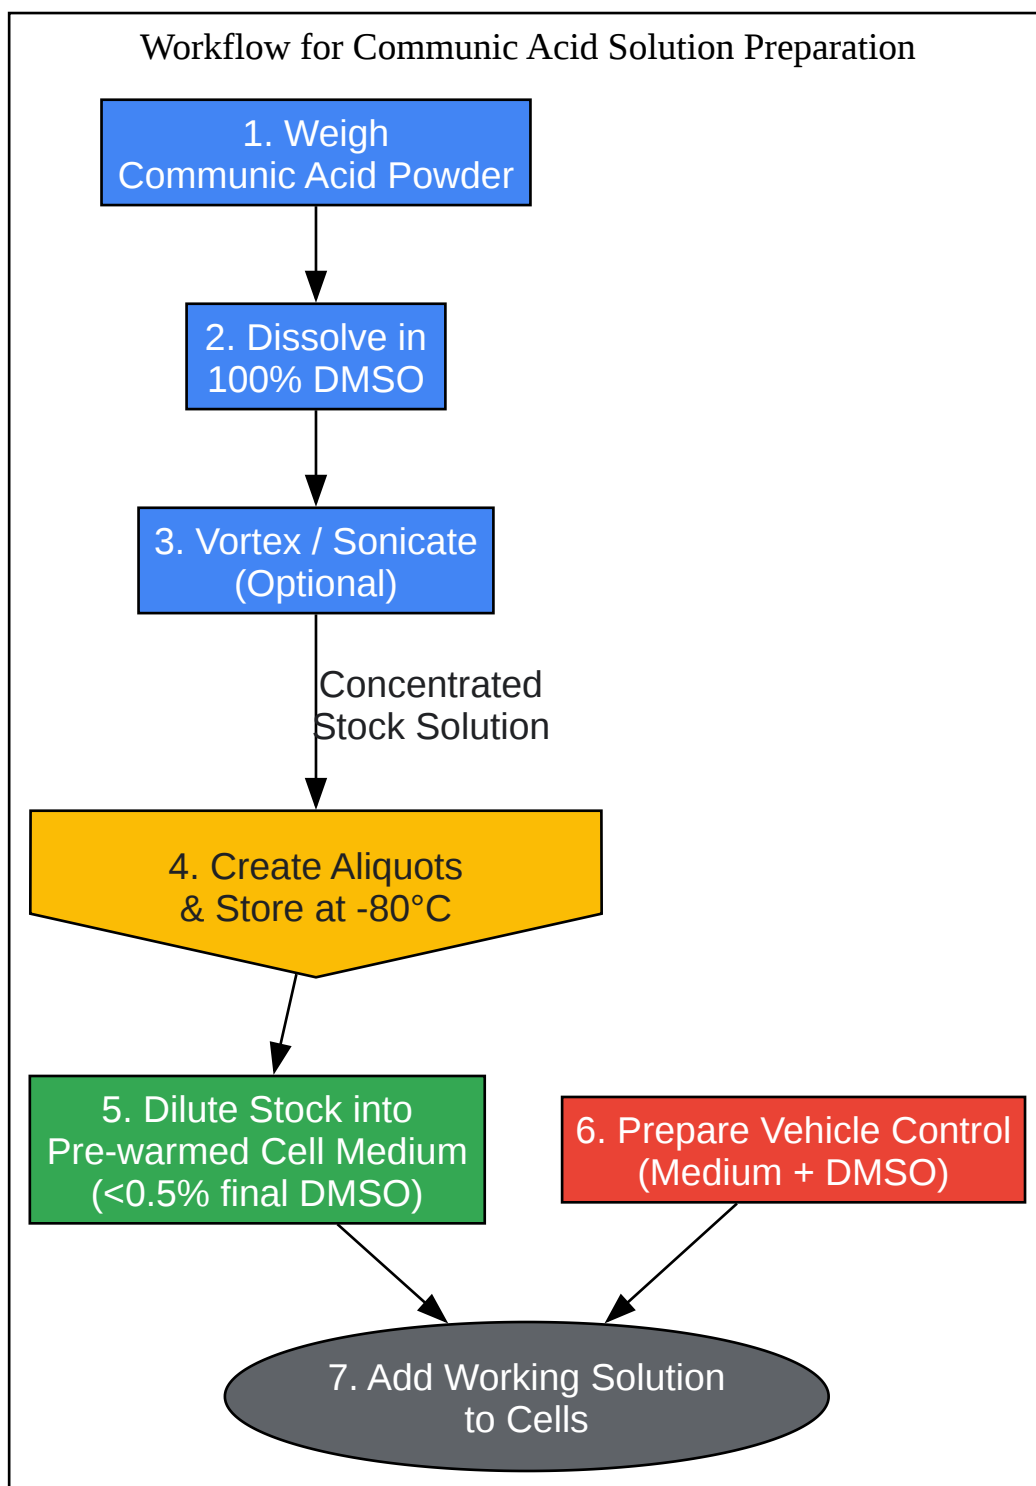 Workflow for Communic Acid Solution Preparation
1. Weigh
Communic Acid Powder
2. Dissolve in
100% DMSO
3. Vortex / Sonicate
(Optional)
Concentrated
Stock Solution
4. Create Aliquots
& Store at -80°C
5. Dilute Stock into
Pre-warmed Cell Medium
(<0.5% final DMSO)
6. Prepare Vehicle Control
(Medium + DMSO)
7. Add Working Solution
to Cells